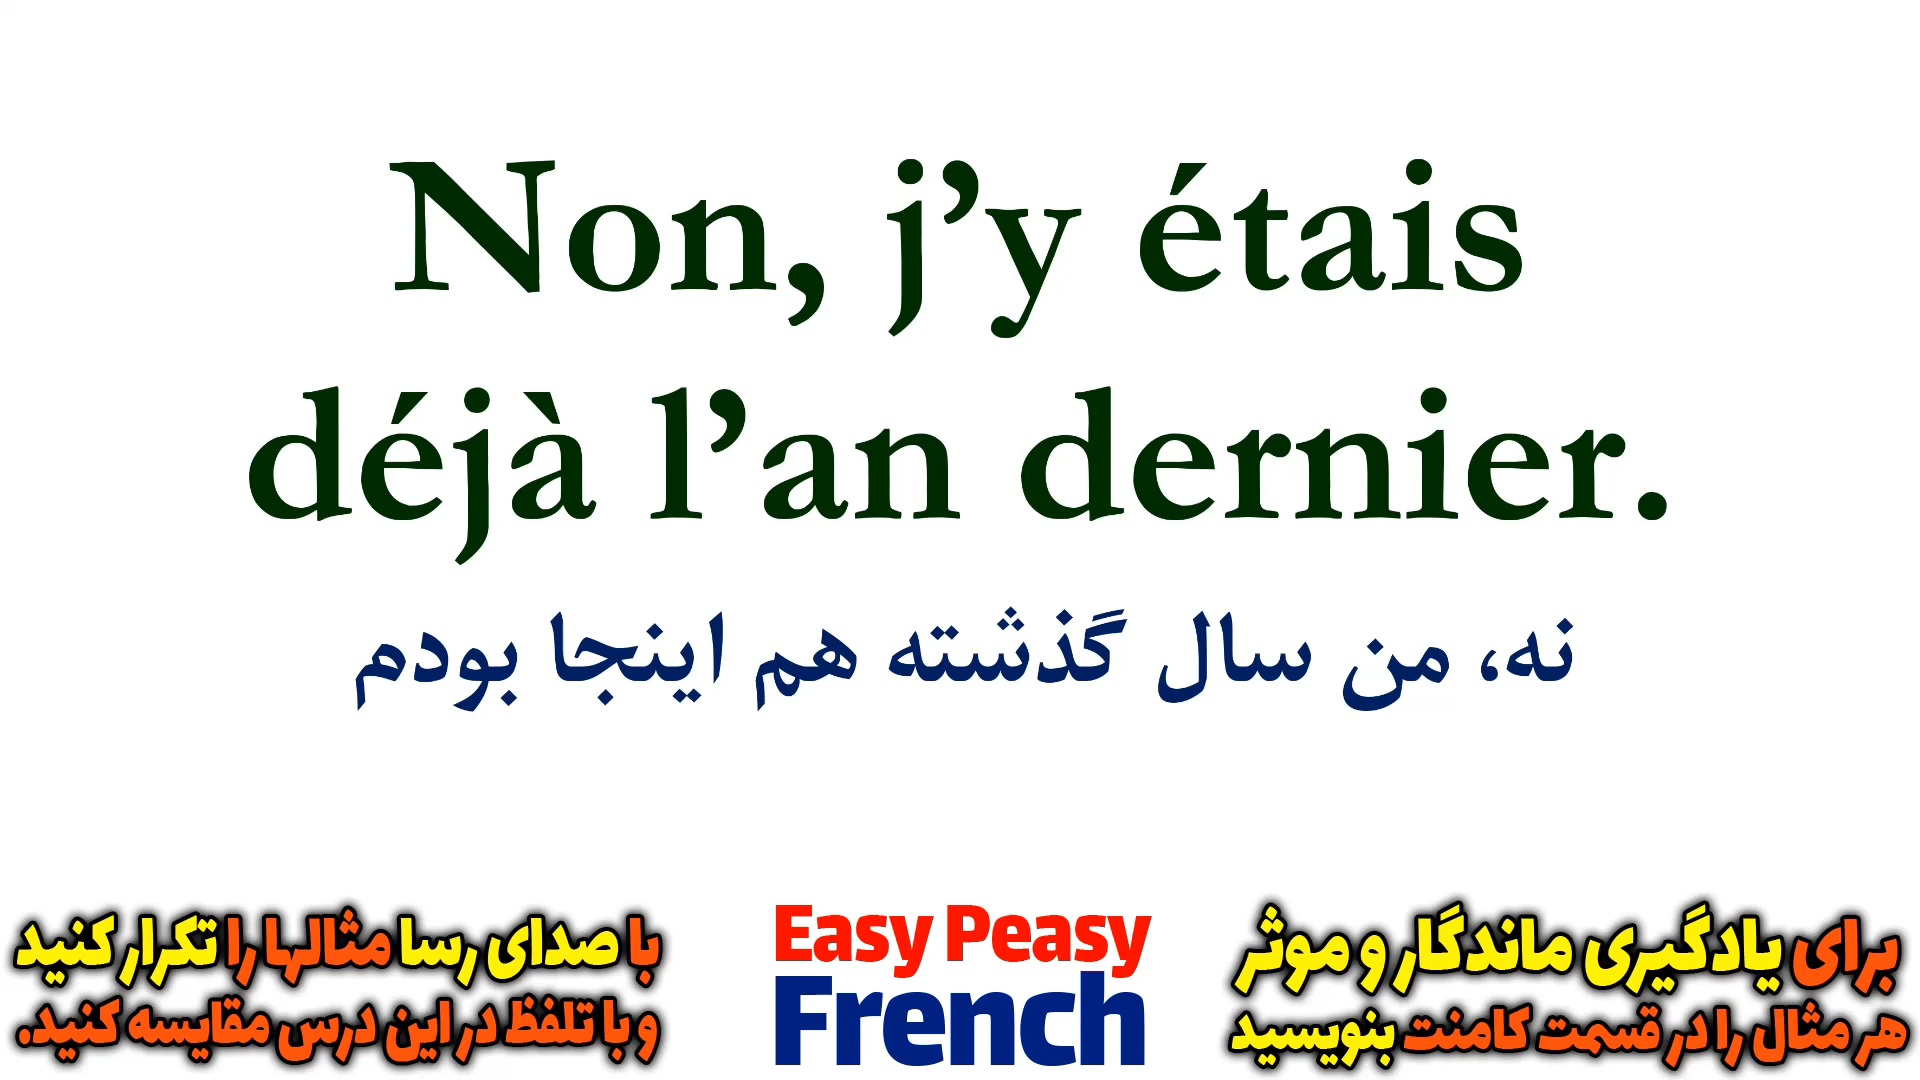 Non, j’y étais
déjà l’an dernier.
نه، من سال گذشته هم اینجا بودم
برای یادگیری ماندگار و موثر
هر مثال را در قسمت کامنت بنویسید
Easy Peasy
French
با صدای رسا مثالها را تکرار کنید
و با تلفظ در این درس مقایسه کنید.